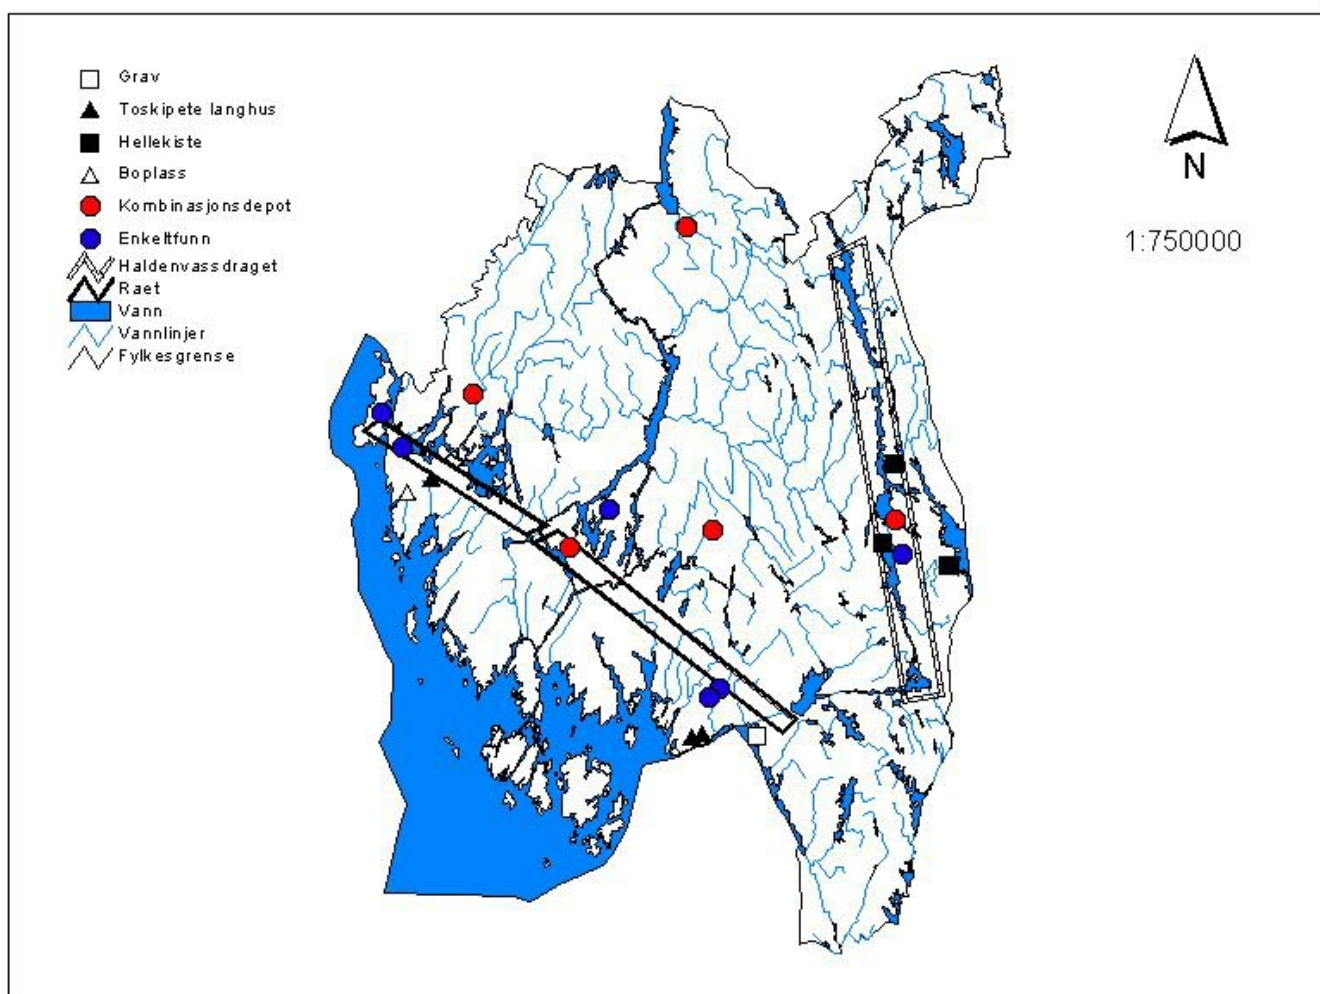 Grav
Toskipete langhus
Hellekiste
Boplass
Kombinasjonsdepot
Enkeltfunn
Haldenvassdraget
Raet
Vann
Vannlinjer
Fylkesgrense
N
1:750000